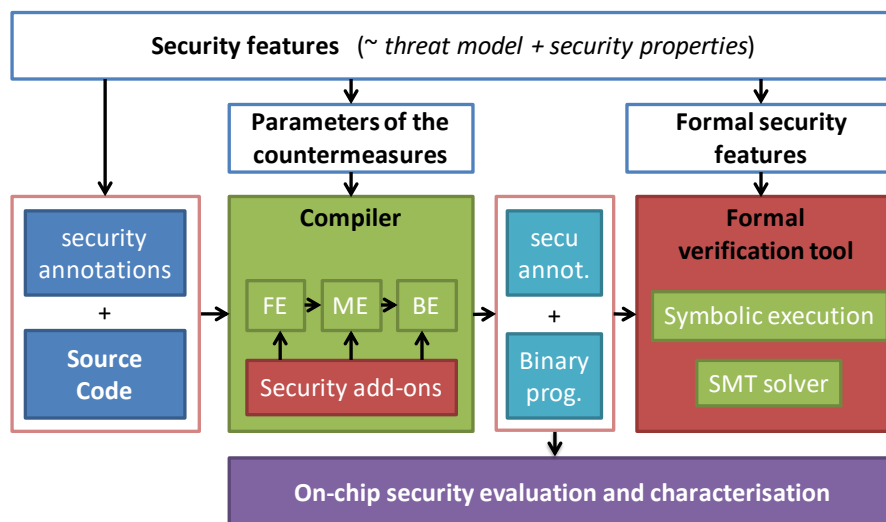 Security features (~ threat model + security properties)
Parameters of the
countermeasures
Formal security
features
security
annotations
+
Source
Code
Compiler
FE
ME
BE
Security add-ons
secu
annot.
+
Binary
prog.
Formal
verification tool
Symbolic execution
SMT solver
On-chip security evaluation and characterisation